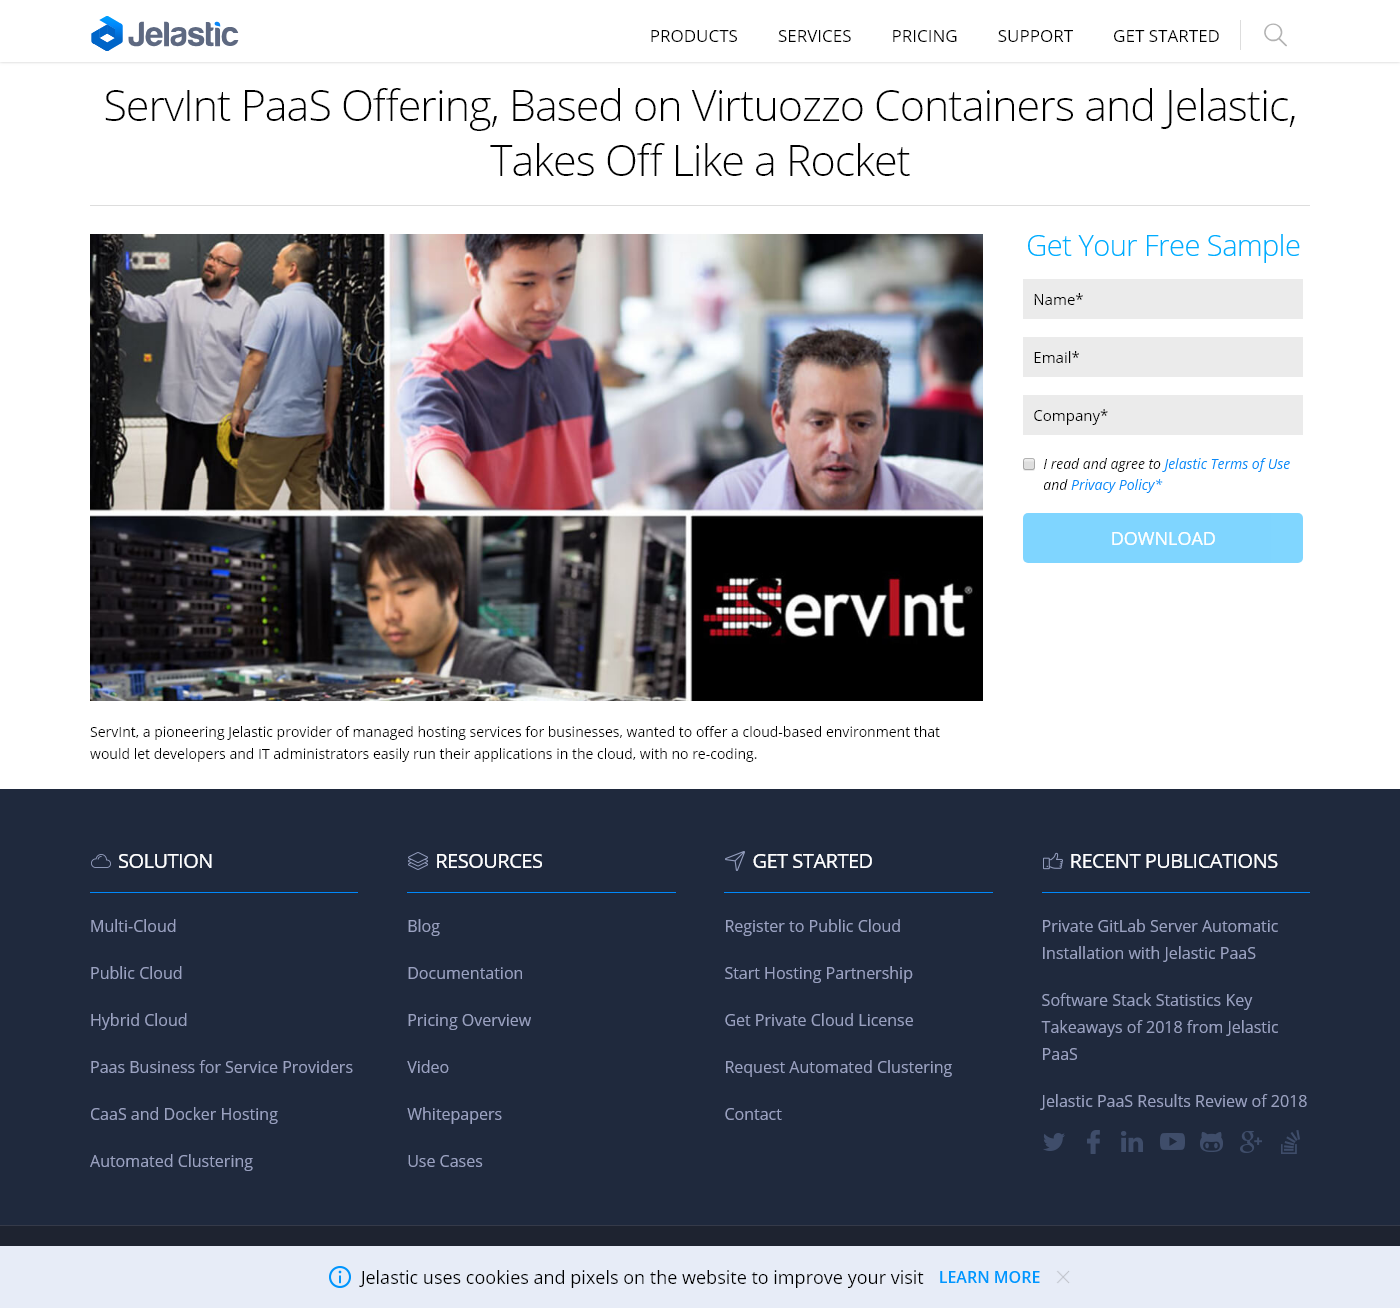 Jelastic
PRODUCTS
SERVICES
PRICING
SUPPORT
GET STARTED
ServInt PaaS Offering, Based on Virtuozzo Containers and Jelastic,
Takes Off Like a Rocket
ServInt®
Get Your Free Sample
Name*
Email*
Company*
I read and agree to Jelastic Terms of Use
and Privacy Policy*
DOWNLOAD
ServInt, a pioneering Jelastic provider of managed hosting services for businesses, wanted to offer a cloud-based environment that
would let developers and IT administrators easily run their applications in the cloud, with no re-coding.
SOLUTION
Multi-Cloud
Public Cloud
Hybrid Cloud
Paas Business for Service Providers
CaaS and Docker Hosting
Automated Clustering
RESOURCES
Blog
Documentation
Pricing Overview
Video
Whitepapers
Use Cases
GET STARTED
Register to Public Cloud
Start Hosting Partnership
Get Private Cloud License
Request Automated Clustering
Contact
RECENT PUBLICATIONS
Private GitLab Server Automatic
Installation with Jelastic PaaS
Software Stack Statistics Key
Takeaways of 2018 from Jelastic
PaaS
Jelastic PaaS Results Review of 2018
Jelastic uses cookies and pixels on the website to improve your visit LEARN MORE